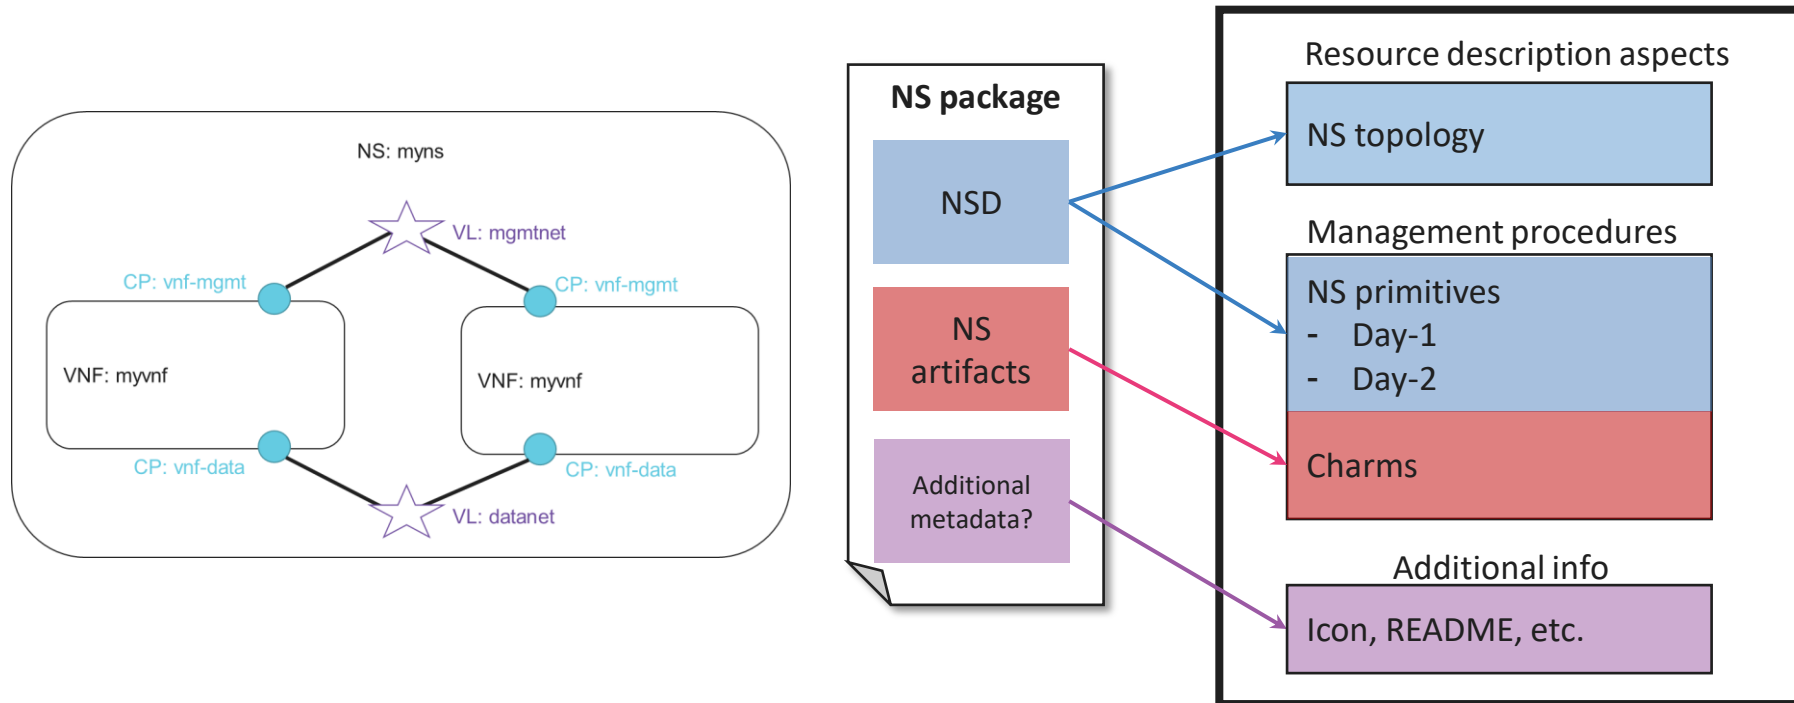 NS: myns
VL: mgmtnet
CP: vnf-mgmt
CP: vnf-mgmt
VNF: myvnf
VNF: myvnf
CP: vnf-data
CP: vnf-data
VL: datanet
NS package
NSD
NS
artifacts
Additional
metadata?
Resource description aspects
NS topology
Management procedures
NS primitives
- Day-1
- Day-2
Charms
Additional info
Icon, README, etc.